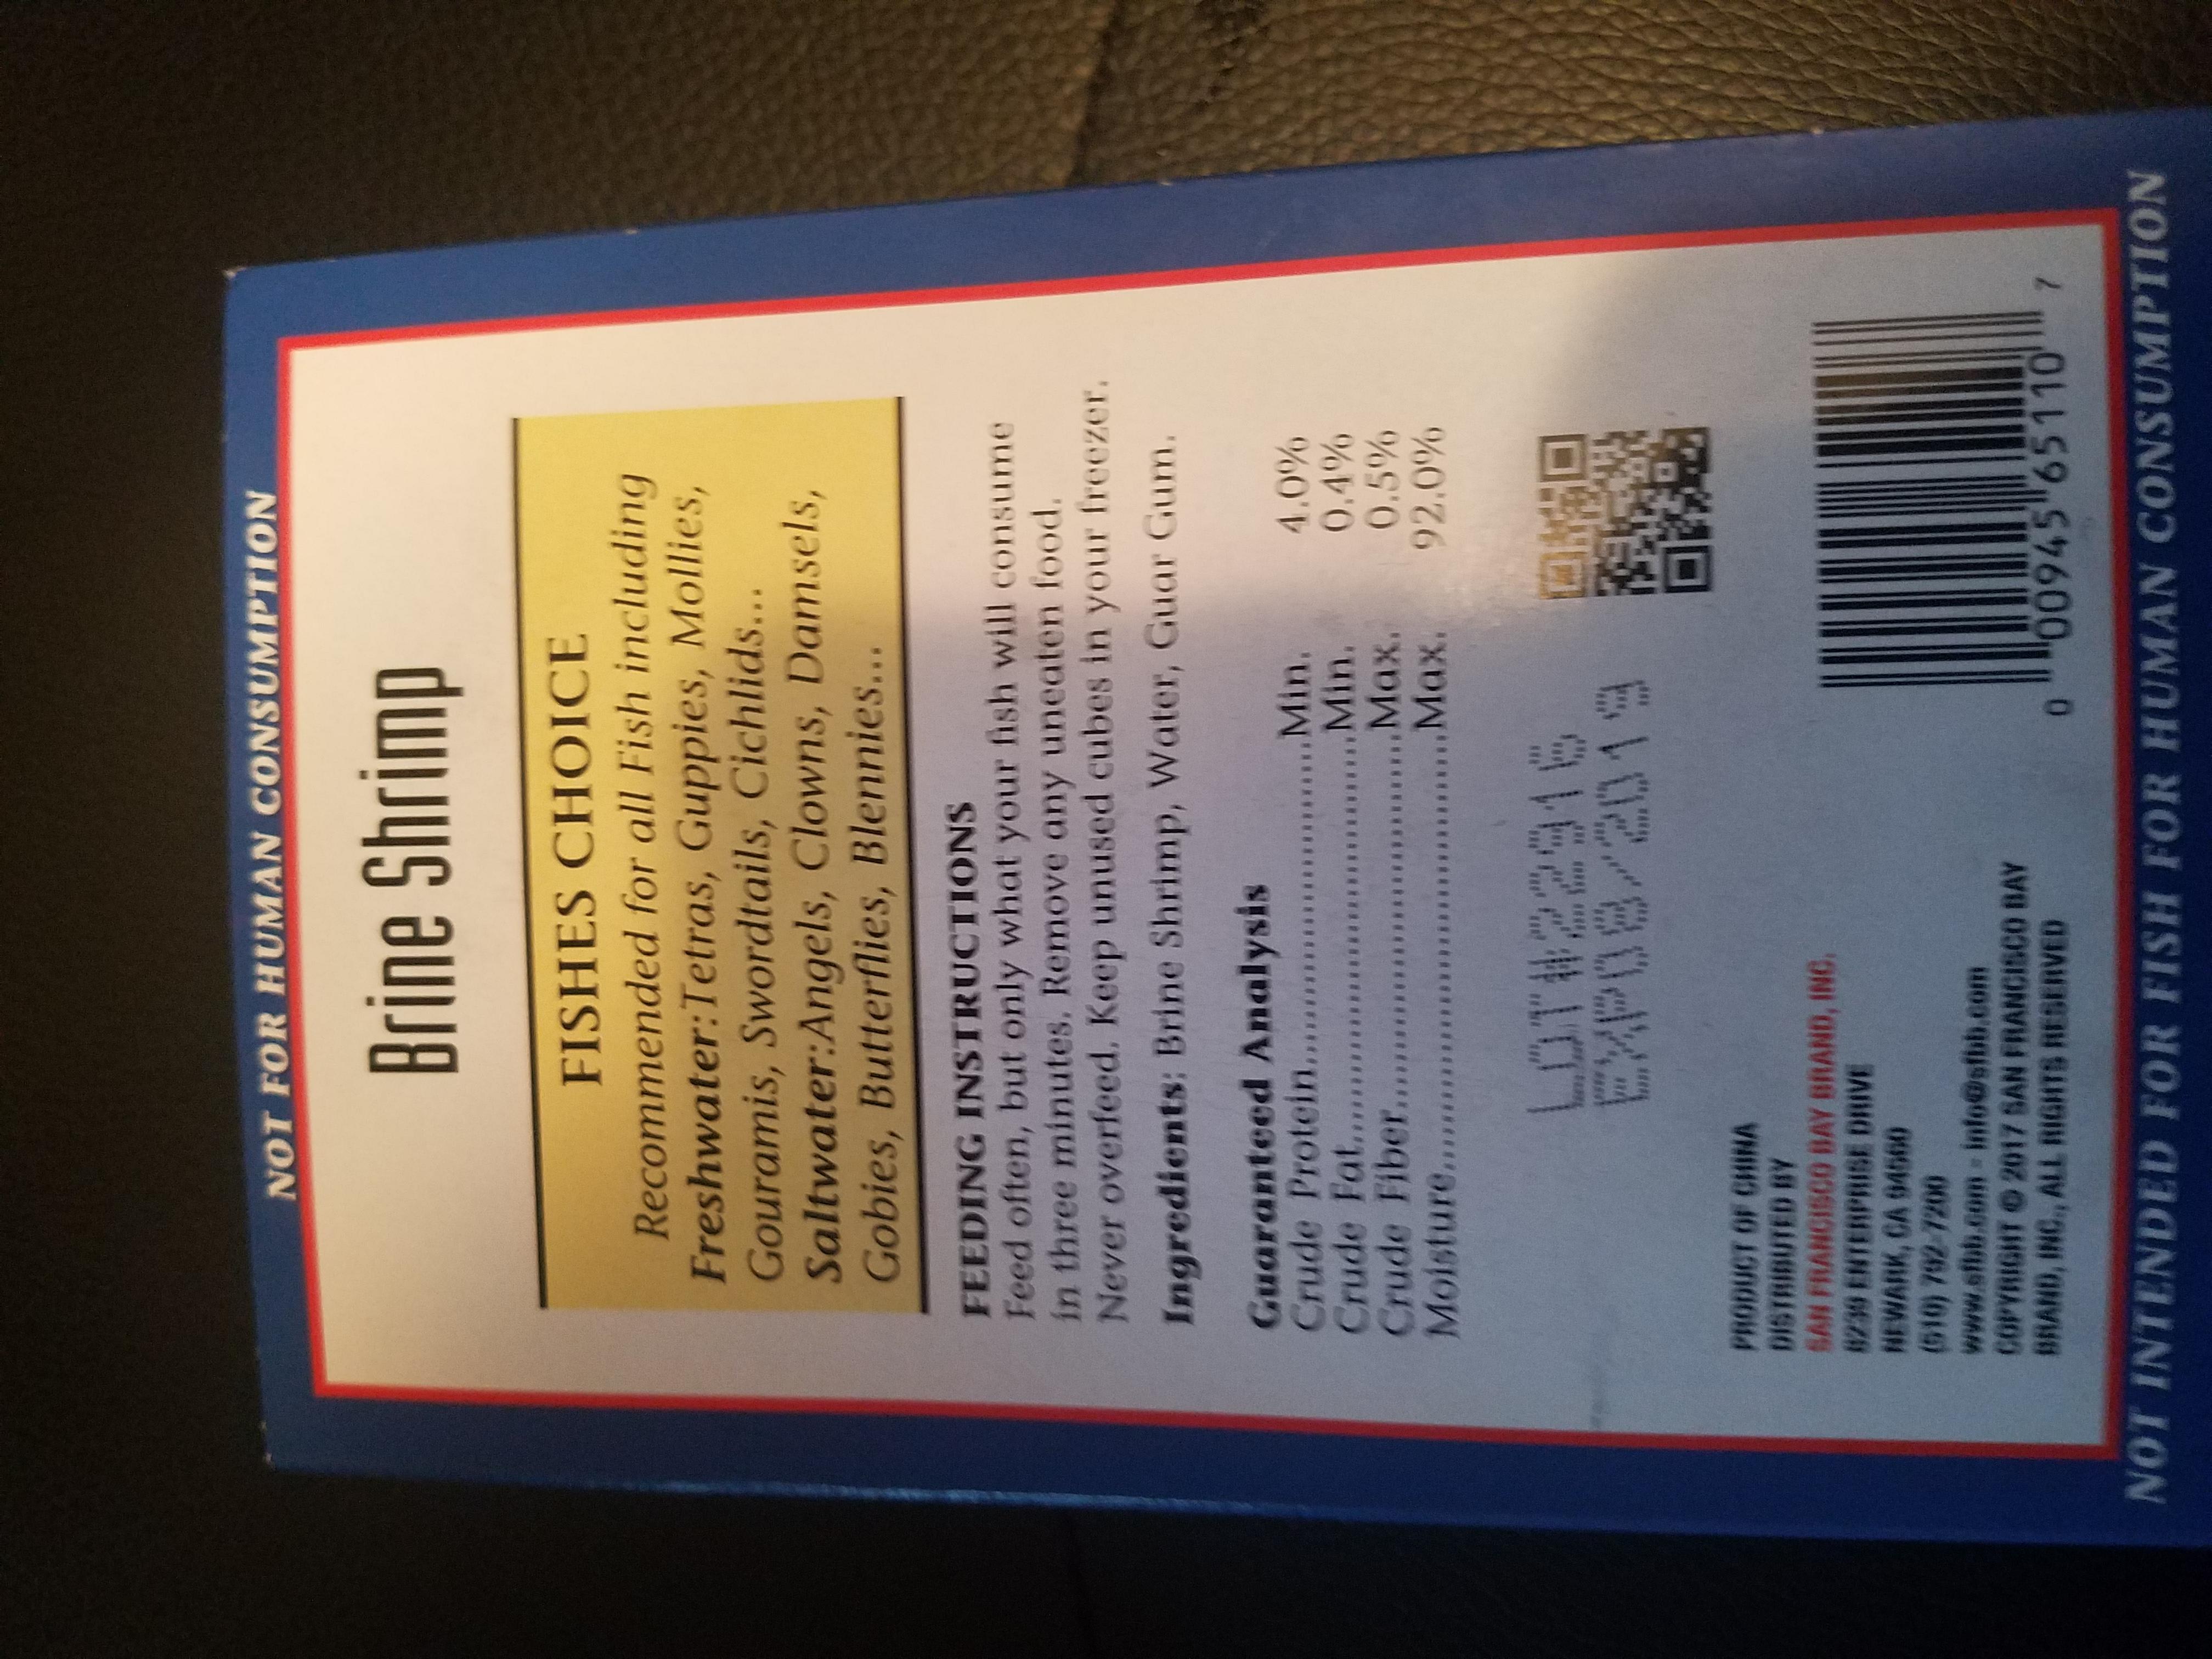 NOT FOR HUMAN CONSUMPTION
Brine Shrimp
FISHES CHOICE
Recommended for all Fish including
Freshwater:Tetras, Guppies, Mollies,
Gouramis, Swordtails, Cichlids...
Saltwater:Angels, Clowns, Damsels,
Gobies, Butterflies, Blennies...
FEEDING INSTRUCTIONS
Feed often, but only what your fish will consume
in three minutes. Remove any uneaten food.
Never overfeed. Keep unused cubes in your freezer.
Ingredients: Brine Shrimp, Water, Guar Gum.
Guaranteed Analysis
Crude Protein..............................Min. 4.0%
Crude Fat..............................Min. 0.4%
Crude Fiber..............................Max. 0.5%
Moisture..............................Max. 92.0%
EXP08/2019
PRODUCT OF CHINA
DISTRIBUTED BY
SAN FRANCISCO BAY BRAND, INC.
8239 ENTERPRISE DRIVE
NEWARK, CA 94560
(510) 792-7200
www.sfbb.com - info@sfbb.com
COPYRIGHT © 2017 SAN FRANCISCO BAY
BRAND, INC., ALL RIGHTS RESERVED
0 00945 65110 7
NOT INTENDED FOR FISH FOR HUMAN CONSUMPTION